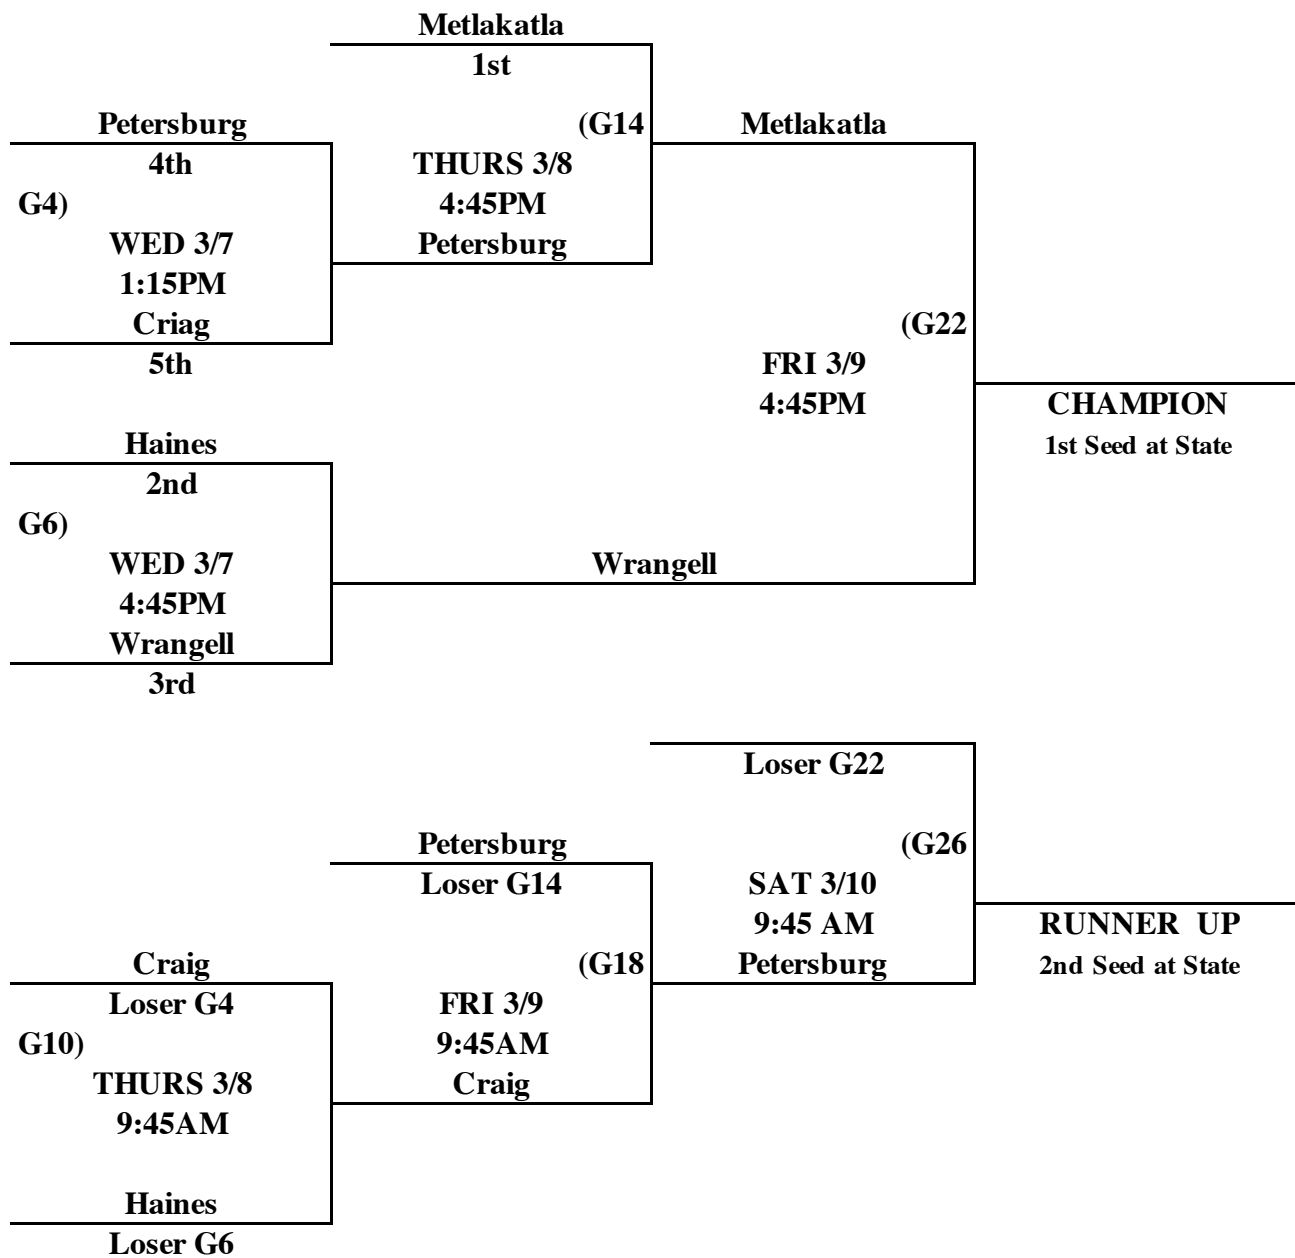 Metlakatla
1st
Petersburg
(G14
Metlakatla
4th
THURS 3/8
G4)
4:45PM
WED 3/7
Petersburg
1:15PM
Criag
(G22
5th
FRI 3/9
4:45PM
CHAMPION
Haines
1st Seed at State
2nd
G6)
WED 3/7
Wrangell
4:45PM
Wrangell
3rd
Loser G22
Petersburg
(G26
Loser G14
SAT 3/10
9:45 AM
RUNNER UP
Craig
(G18
Petersburg
2nd Seed at State
Loser G4
FRI 3/9
G10)
9:45AM
THURS 3/8
Craig
9:45AM
Haines
Loser G6